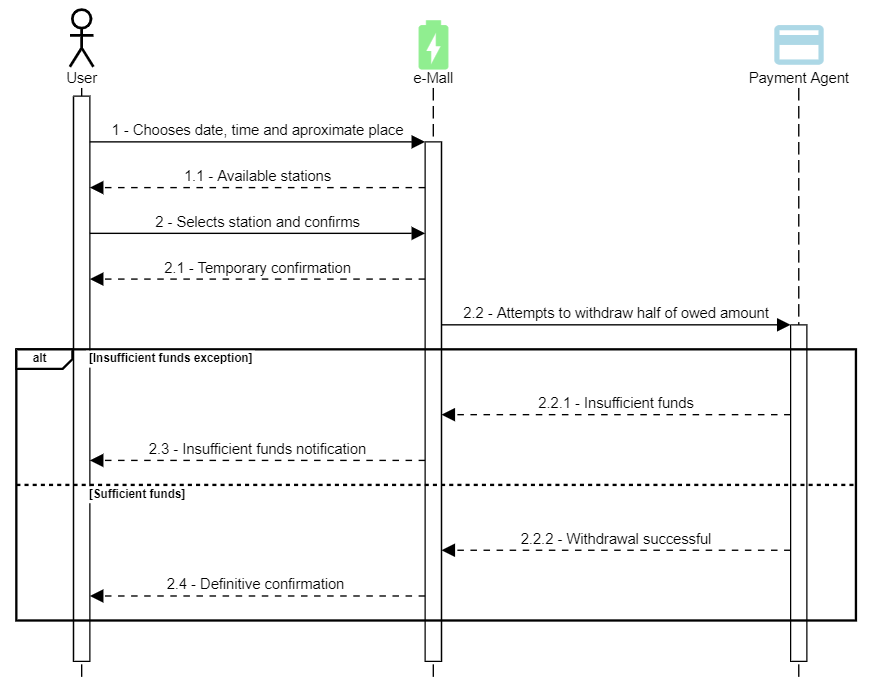 User
e-Mall
Payment Agent
1 - Chooses date, time and aproximate place
1.1 - Available stations
2 - Selects station and confirms
2.1 - Temporary confirmation
2.2 - Attempts to withdraw half of owed amount
alt
[Insufficient funds exception]
2.2.1 - Insufficient funds
2.3 - Insufficient funds notification
[Sufficient funds]
2.2.2 - Withdrawal successful
2.4 - Definitive confirmation